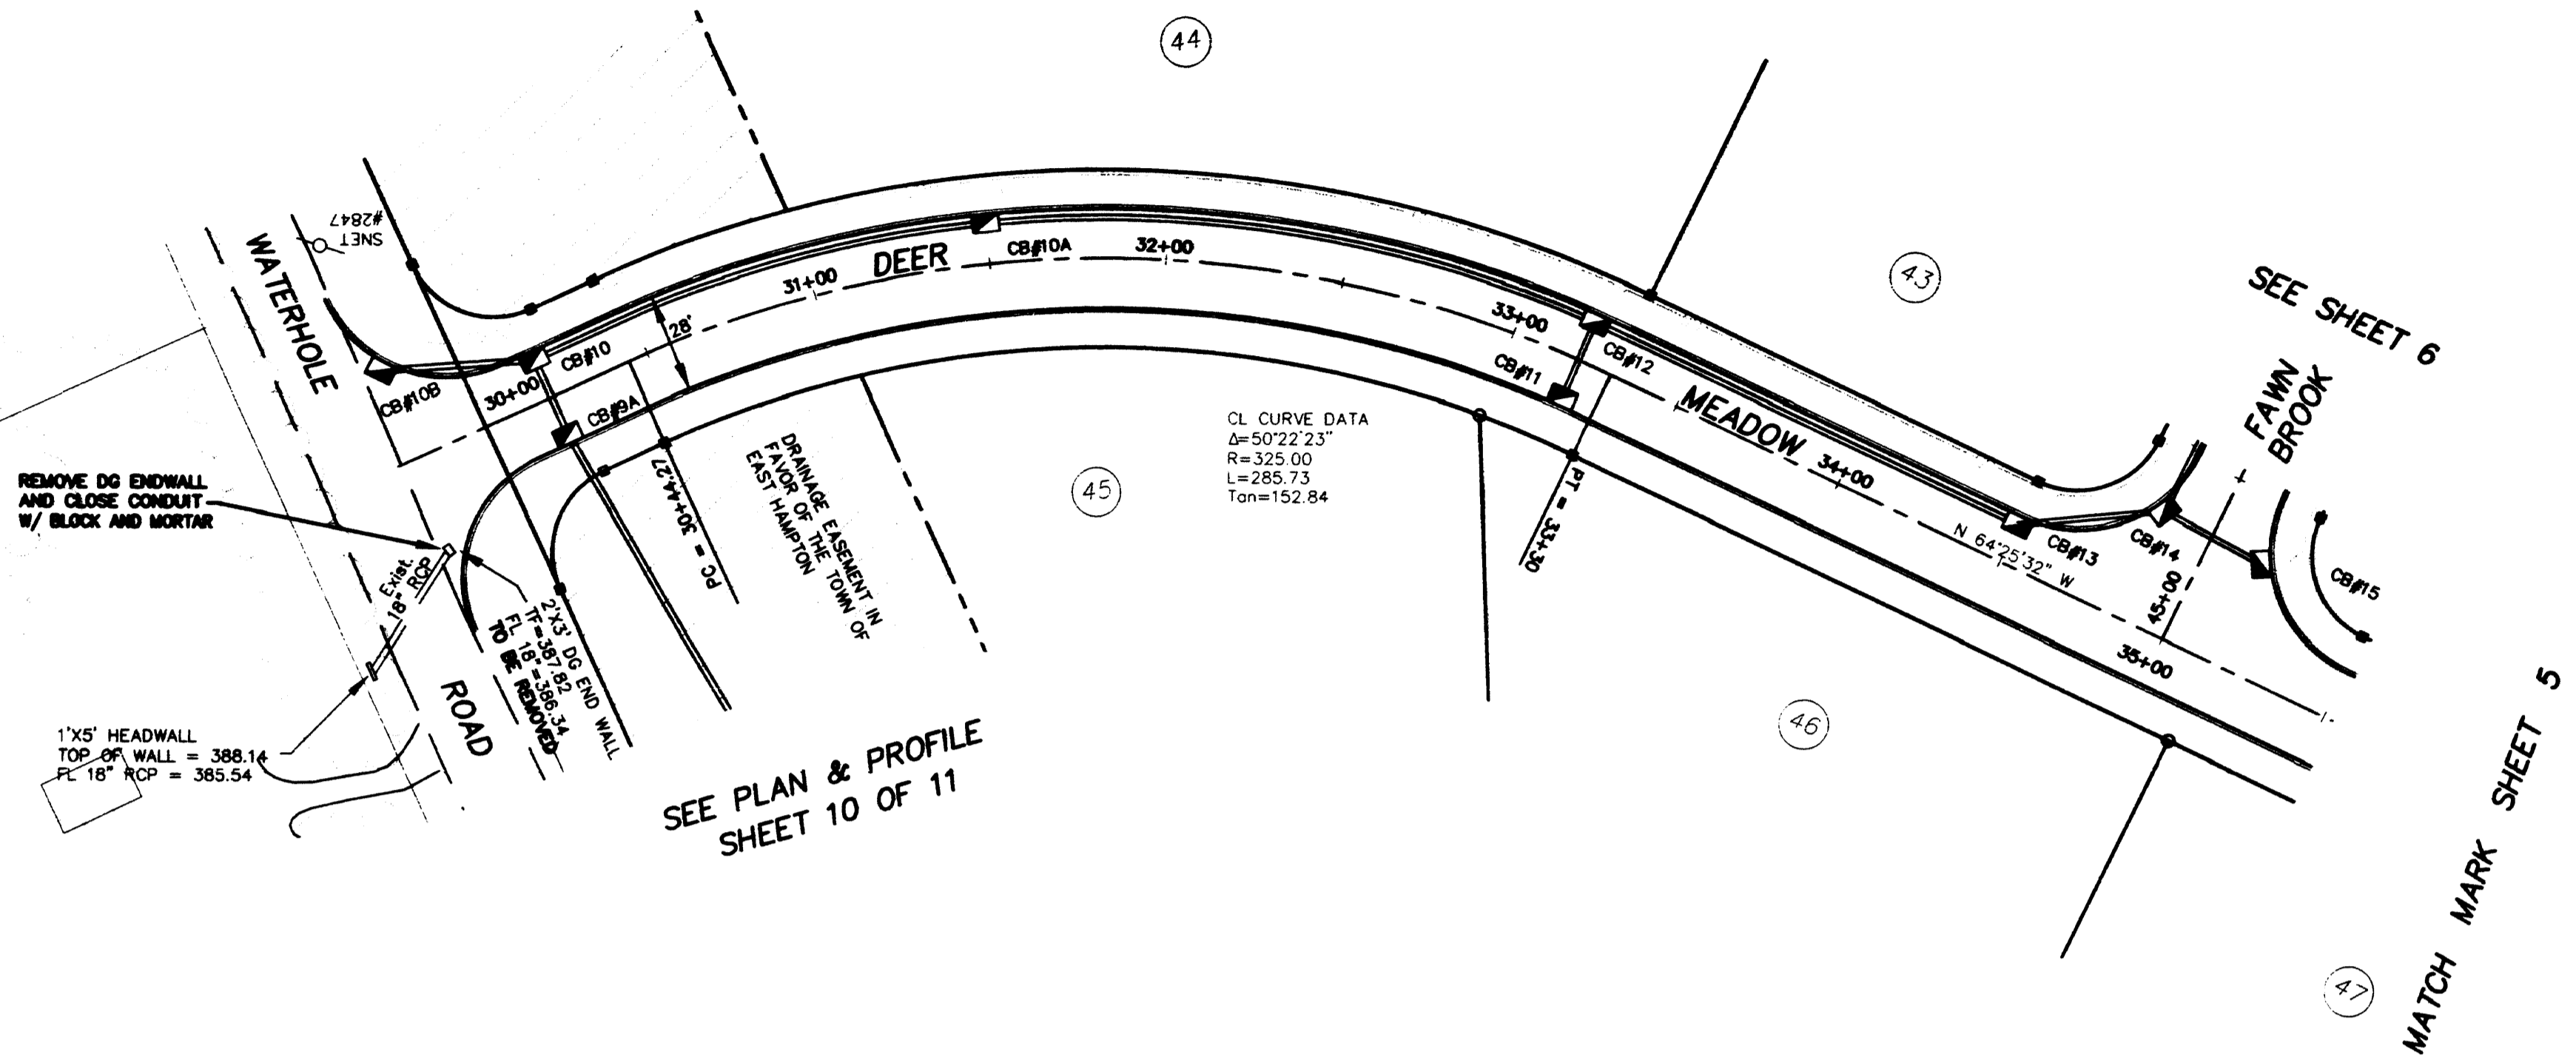 44
#2847
SNET
WATERHOLE
DEER
31+00
CB#10A
32+00
28'
CB#10
30+00
CB#10B
CB#9A
33+00
CB#12
CB#11
43
SEE SHEET 6
FAWN
BROOK
MEADOW
34+00
CL CURVE DATA
Δ=50°22'23"
R=325.00
L=285.73
Tan=152.84
45
DRAINAGE EASEMENT IN
FAVOR OF THE TOWN OF
EAST HAMPTON
PC = 30+44.27
PT = 33+30
REMOVE DG ENDWALL
AND CLOSE CONDUIT
W/ BLOCK AND MORTAR
Exist.
18" RCP
2'X3' DG END WALL
TF=387.82
FL 18"=386.34
TO BE REMOVED
N 64°25'32" W
CB#13
CB#14
CB#15
45+00
35+00
ROAD
1'X5' HEADWALL
TOP OF WALL = 388.14
FL 18" RCP = 385.54
46
SEE PLAN & PROFILE
SHEET 10 OF 11
47
MATCH MARK SHEET 5